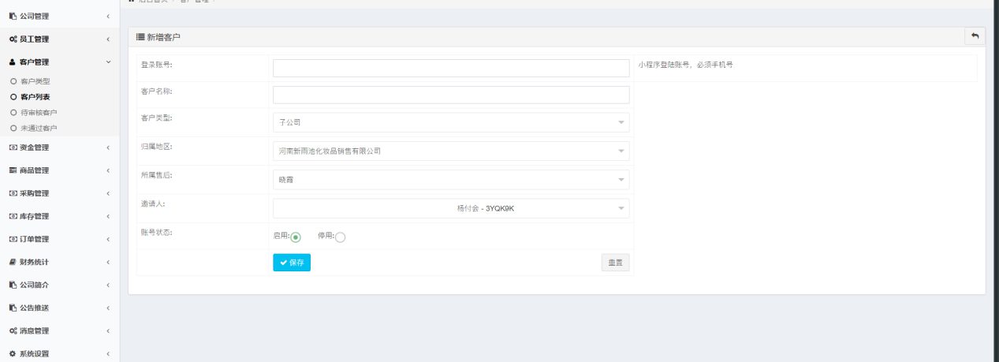 公司管理
员工管理
客户管理
客户类型
客户列表
待审核客户
未通过客户
资金管理
商品管理
采购管理
库存管理
订单管理
财务统计
公司简介
公告推送
消息管理
系统设置
新增客户
登录账号:
小程序登陆账号，必须手机号
客户名称:
客户类型:
子公司
归属地区:
河南新雨池化妆品销售有限公司
所属售后:
晓霞
邀请人:
杨付会 - 3YQK9K
账号状态:
启用: 停用:
保存 重置